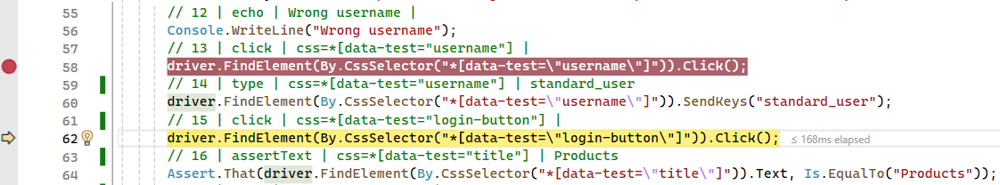 55 // 12 | echo | Wrong username |
56 Console.WriteLine("Wrong username");
57 // 13 | click | css=*[data-test="username"] |
58 driver.FindElement(By.CssSelector("*[data-test=\"username\"]")).Click();
59 // 14 | type | css=*[data-test="username"] | standard_user
60 driver.FindElement(By.CssSelector("*[data-test=\"username\"]")).SendKeys("standard_user");
61 // 15 | click | css=*[data-test="login-button"] |
62 driver.FindElement(By.CssSelector("*[data-test=\"login-button\"]")).Click(); ≤ 168ms elapsed
63 // 16 | assertText | css=*[data-test="title"] | Products
64 Assert.That(driver.FindElement(By.CssSelector("*[data-test=\"title\"]")).Text, Is.EqualTo("Products"));